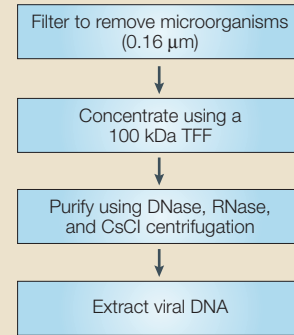 Filter to remove microorganisms
(0.16 μm)
Concentrate using a
100 kDa TFF
Purify using DNase, RNase,
and CsCl centrifugation
Extract viral DNA